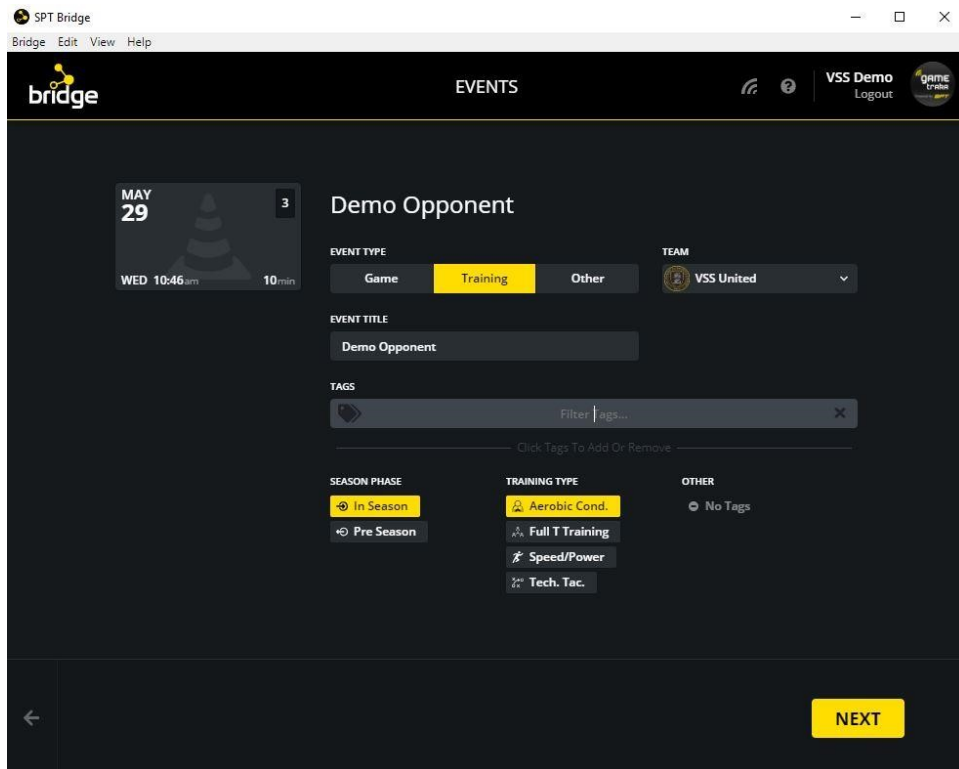 SPT Bridge
Bridge Edit View Help
bridge
EVENTS
VSS Demo
Logout
game
traka
MAY
29
3
WED 10:46am
10min
Demo Opponent
EVENT TYPE
TEAM
Game
Training
Other
VSS United
EVENT TITLE
Demo Opponent
TAGS
Filter Tags...
Click Tags To Add Or Remove
SEASON PHASE
TRAINING TYPE
OTHER
In Season
Aerobic Cond.
No Tags
Pre Season
Full T Training
Speed/Power
Tech. Tac.
NEXT